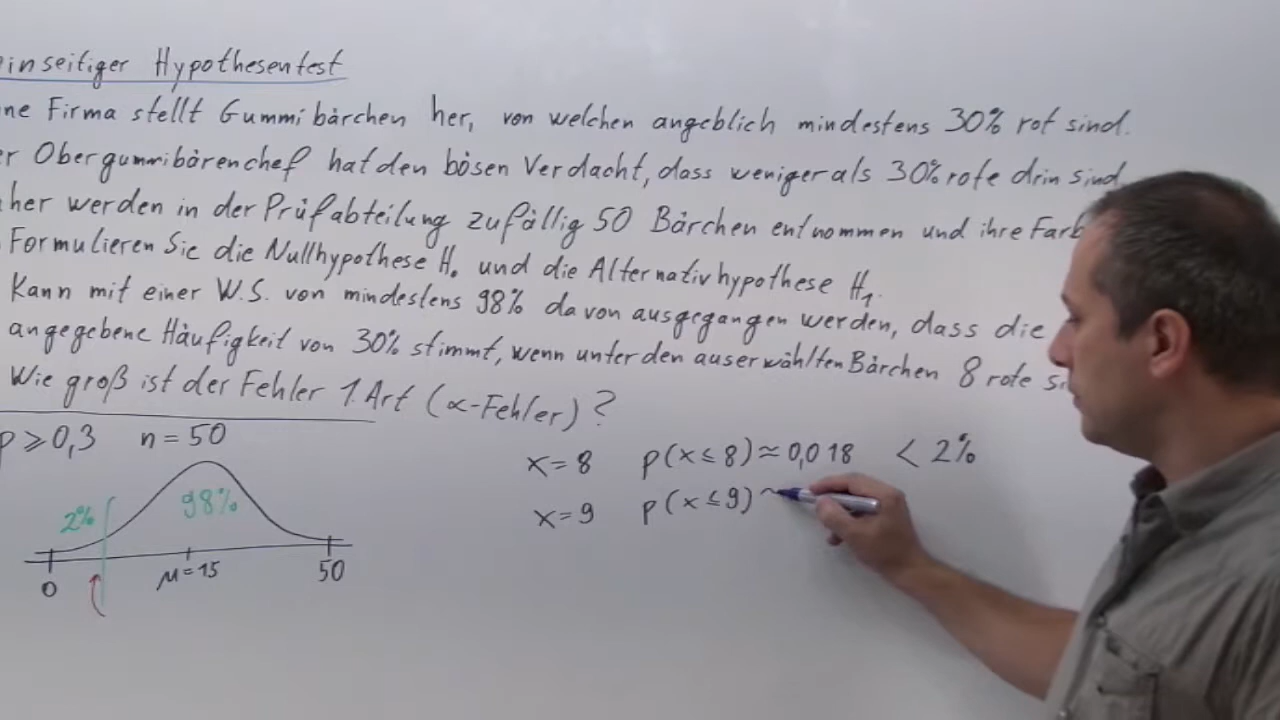 inseitiger Hypothesentest
ne Firma stellt Gummibärchen her, von welchen angeblich mindestens 30% rot sind.
r Obergummibärenchef hat den bösen Verdacht, dass weniger als 30% rote drin sind
her werden in der Prüfabteilung zufällig 50 Bärchen entnommen und ihre Farb
Formulieren Sie die Nullhypothese H₀ und die Alternativhypothese H₁.
Kann mit einer W.S. von mindestens 98% davon ausgegangen werden, dass die
angegebene Häufigkeit von 30% stimmt, wenn unter den auserwählten Bärchen 8 rote s
Wie groß ist der Fehler 1. Art (α-Fehler)?
p ≥ 0,3 n = 50
x = 8 p(x ≤ 8) ≈ 0,018 < 2%
x = 9 p(x ≤ 9) ~
2% 98%
0 μ = 15 50